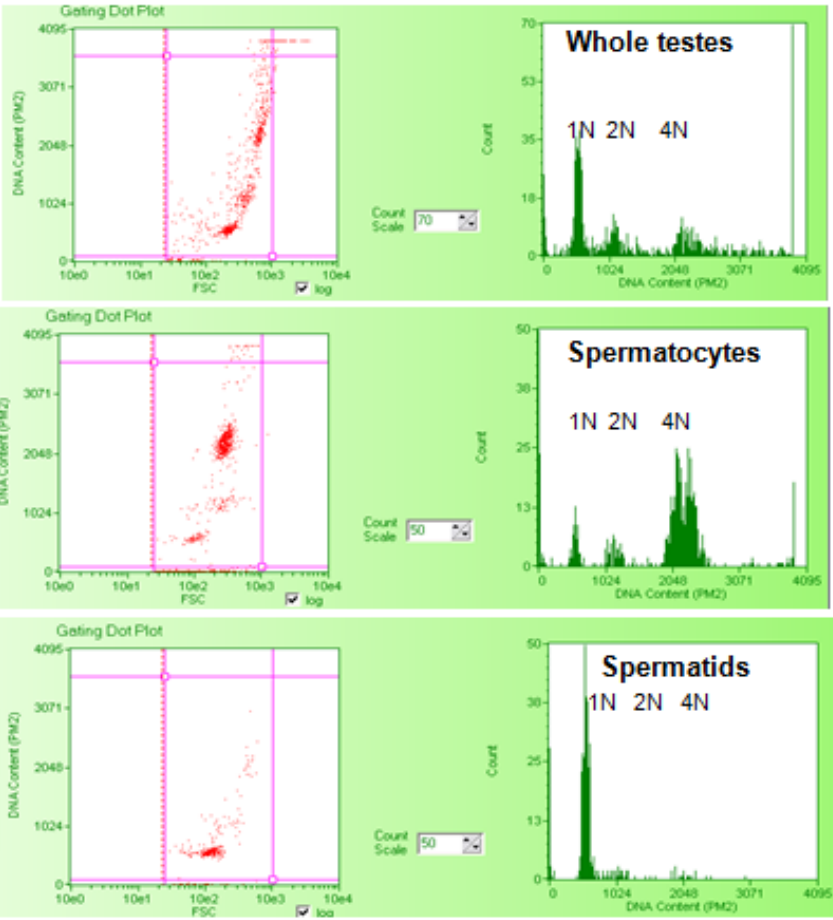 Gating Dot Plot
4095
3071
2048
1024
0
DNA Content (PM2)
10e0 10e1 10e2 10e3 10e4
FSC
log
Count Scale 70
Whole testes
1N 2N 4N
70
53
35
18
0
Count
0 1024 2048 3071 4095
DNA Content (PM2)
Gating Dot Plot
4095
3071
2048
1024
0
DNA Content (PM2)
10e0 10e1 10e2 10e3 10e4
FSC
log
Count Scale 50
Spermatocytes
1N 2N 4N
50
38
25
13
0
Count
0 1024 2048 3071 4095
DNA Content (PM2)
Gating Dot Plot
4095
3071
2048
1024
0
DNA Content (PM2)
10e0 10e1 10e2 10e3 10e4
FSC
log
Count Scale 50
Spermatids
1N 2N 4N
50
38
25
13
0
Count
0 1024 2048 3071 4095
DNA Content (PM2)